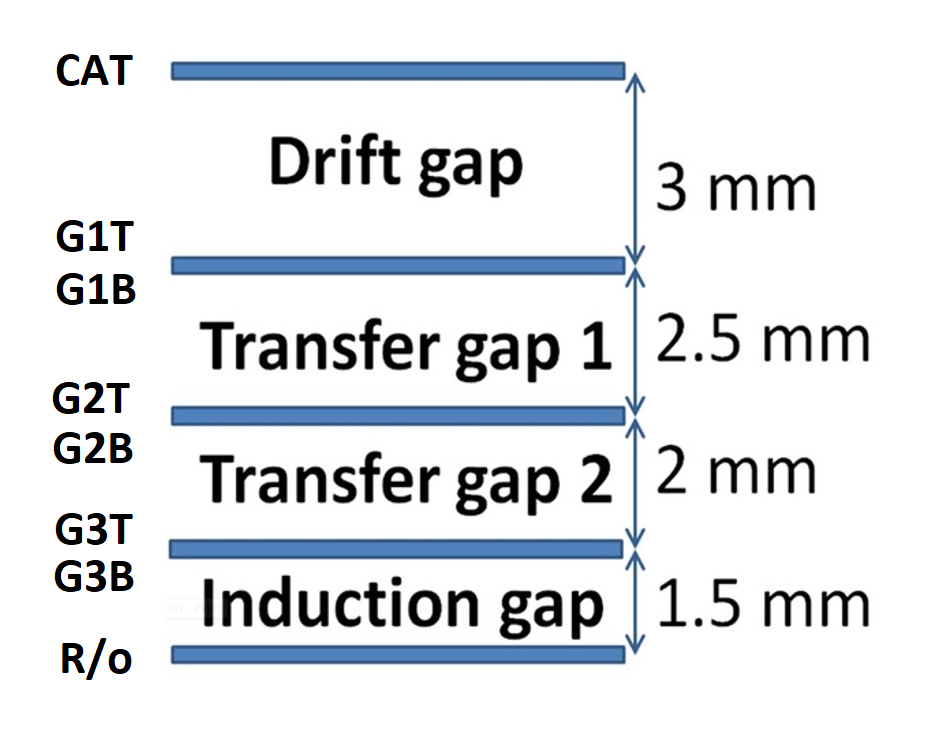 CAT
Drift gap
3 mm
G1T
G1B
Transfer gap 1
2.5 mm
G2T
G2B
Transfer gap 2
2 mm
G3T
G3B
Induction gap
1.5 mm
R/o